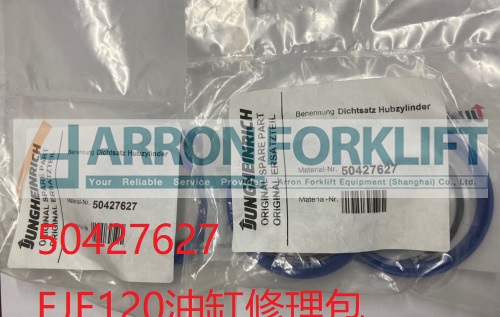 Benennung Dichtsatz Hubzylinder
Material-Nr. 50427627
JUNGHEINRICH
ORIGINAL SPARE PART
ORIGINAL ERSATZTEIL
Benennung Dichtsatz Hubzylinder
Material-Nr. 50427627
Material-Nr.
JUNGHEINRICH
ORIGINAL SPARE PART
ORIGINAL ERSATZTEIL
ARRON FORKLIFT
Your Reliable Service Provider Arron Forklift Equipment (Shanghai) Co., Ltd
50427627
EJE120油缸修理包